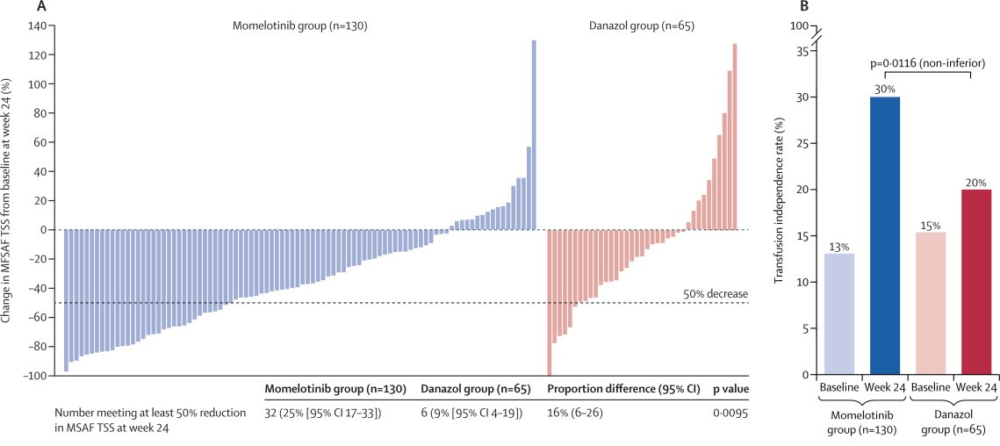 A
Momelotinib group (n=130)
Danazol group (n=65)
Change in MFSAF TSS from baseline at week 24 (%)
140
120
100
80
60
40
20
0
–20
–40
–60
–80
–100
50% decrease
Momelotinib group (n=130) Danazol group (n=65) Proportion difference (95% CI) p value
Number meeting at least 50% reduction 32 (25% [95% CI 17–33]) 6 (9% [95% CI 4–19]) 16% (6–26) 0·0095
in MSAF TSS at week 24
B
Transfusion independence rate (%)
100
35
30
25
20
15
10
5
0
p=0·0116 (non-inferior)
13%
30%
15%
20%
Baseline Week 24 Baseline Week 24
Momelotinib Danazol
group (n=130) group (n=65)